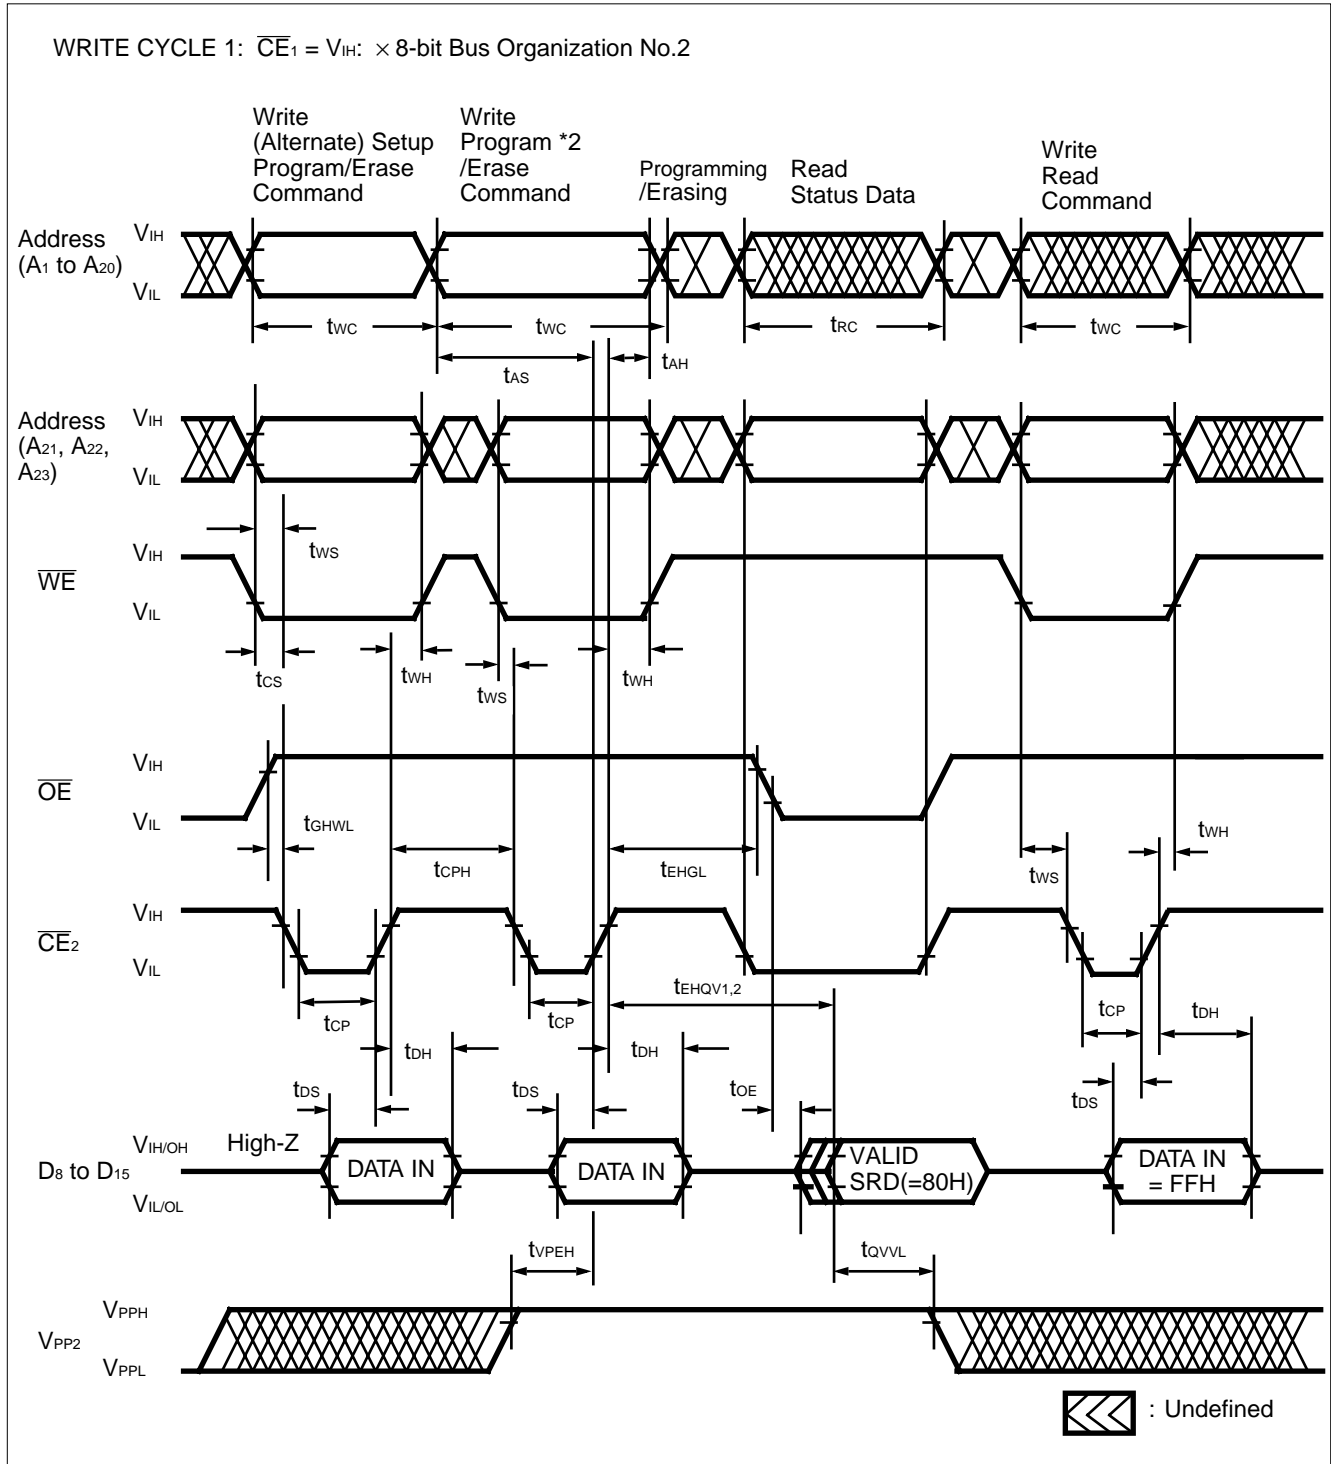 WRITE CYCLE 1: CE1 = VIH: × 8-bit Bus Organization No.2
Write
(Alternate) Setup
Program/Erase
Command
Write
Program *2
/Erase
Command
Programming
/Erasing
Read
Status Data
Write
Read
Command
Address
(A1 to A20)
VIH
VIL
tWC
tWC
tRC
tWC
tAS
tAH
Address
(A21, A22,
A23)
VIH
VIL
tWS
WE
VIH
VIL
tCS
tWH
tWS
tWH
OE
VIH
VIL
tGHWL
tCPH
tEHGL
tWS
tWH
CE2
VIH
VIL
tCP
tCP
tEHQV1,2
tCP
tDH
tDH
tDH
tDS
tDS
tOE
tDS
D8 to D15
VIH/OH
VIL/OL
High-Z
DATA IN
DATA IN
VALID
SRD(=80H)
DATA IN
= FFH
tVPEH
tQVVL
VPP2
VPPH
VPPL
: Undefined